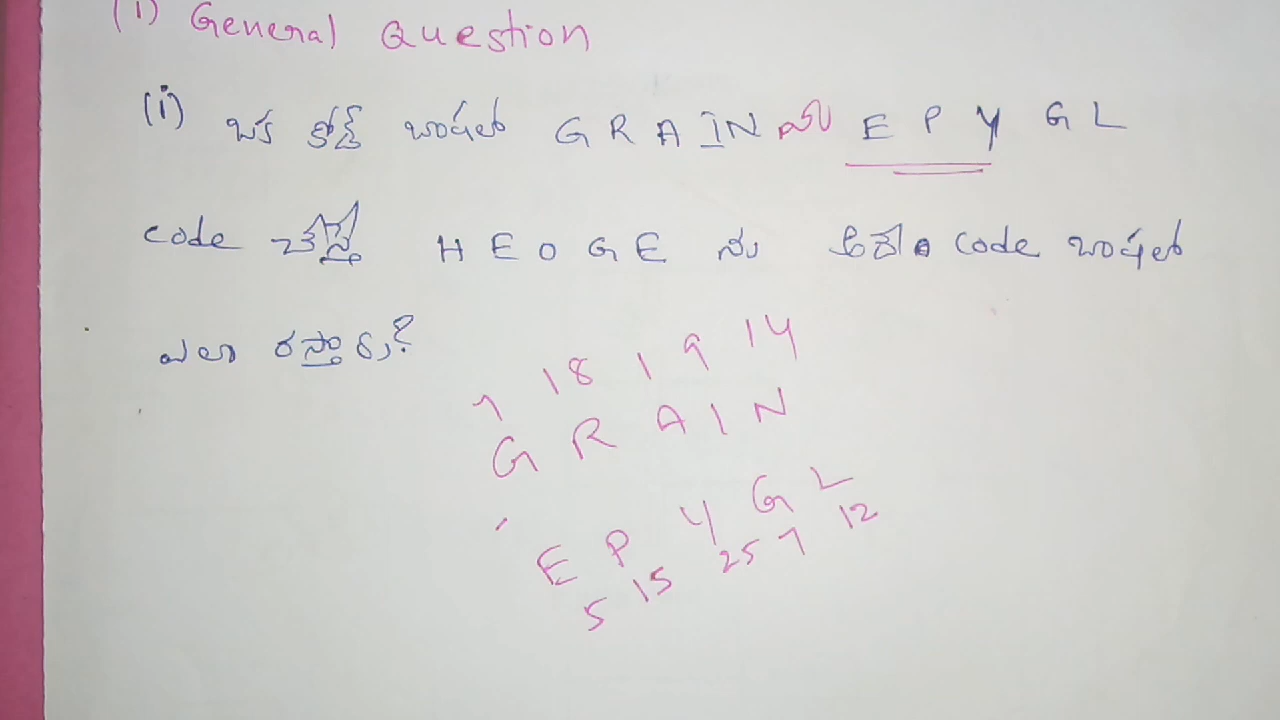 (1) General Question
(i) ఒక కోడ్ బాషలో GRAIN ను EPYGL
code చేస్తే HEOGE ను అదే code బాషలో
ఎలా రస్తారు?
7 18 1 9 14
G R A I N
E P Y G L
5 15 25 7 12